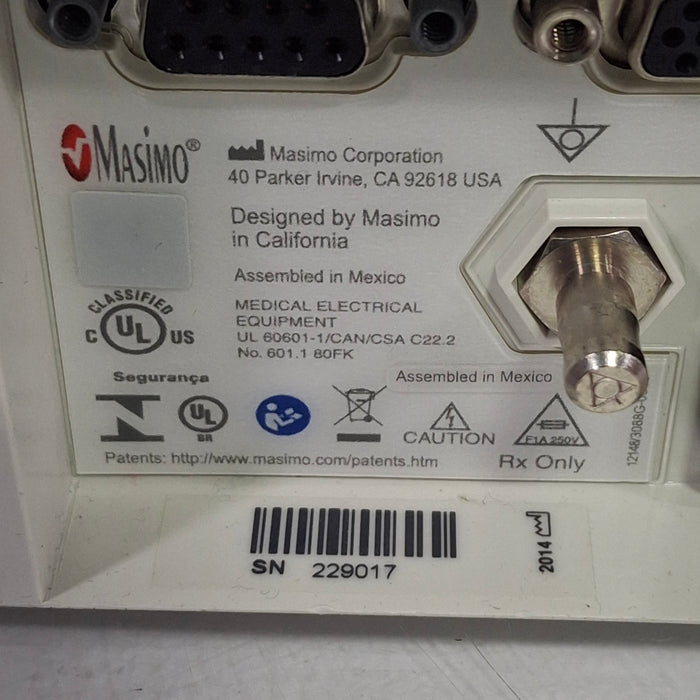 MASIMO®
Masimo Corporation
40 Parker Irvine, CA 92618 USA
Designed by Masimo
in California
Assembled in Mexico
CLASSIFIED
C UL US
MEDICAL ELECTRICAL
EQUIPMENT
UL 60601-1/CAN/CSA C22.2
No. 601.1 80FK
Segurança
UL
BR
Assembled in Mexico
CAUTION
F1A 250V
Patents: http://www.masimo.com/patents.htm
Rx Only
SN 229017
2014